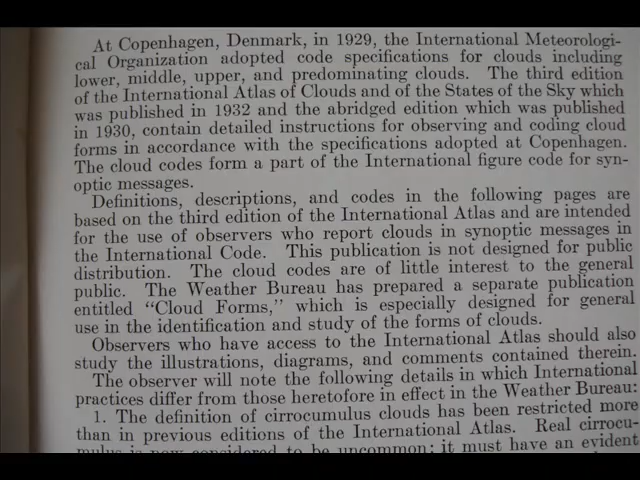 At Copenhagen, Denmark, in 1929, the International Meteorologi-
cal Organization adopted code specifications for clouds including
lower, middle, upper, and predominating clouds. The third edition
of the International Atlas of Clouds and of the States of the Sky which
was published in 1932 and the abridged edition which was published
in 1930, contain detailed instructions for observing and coding cloud
forms in accordance with the specifications adopted at Copenhagen.
The cloud codes form a part of the International figure code for syn-
optic messages.
Definitions, descriptions, and codes in the following pages are
based on the third edition of the International Atlas and are intended
for the use of observers who report clouds in synoptic messages in
the International Code. This publication is not designed for public
distribution. The cloud codes are of little interest to the general
public. The Weather Bureau has prepared a separate publication
entitled "Cloud Forms," which is especially designed for general
use in the identification and study of the forms of clouds.
Observers who have access to the International Atlas should also
study the illustrations, diagrams, and comments contained therein.
The observer will note the following details in which International
practices differ from those heretofore in effect in the Weather Bureau:
1. The definition of cirrocumulus clouds has been restricted more
than in previous editions of the International Atlas. Real cirrocu-
mulus is now considered to be uncommon; it must have an evident